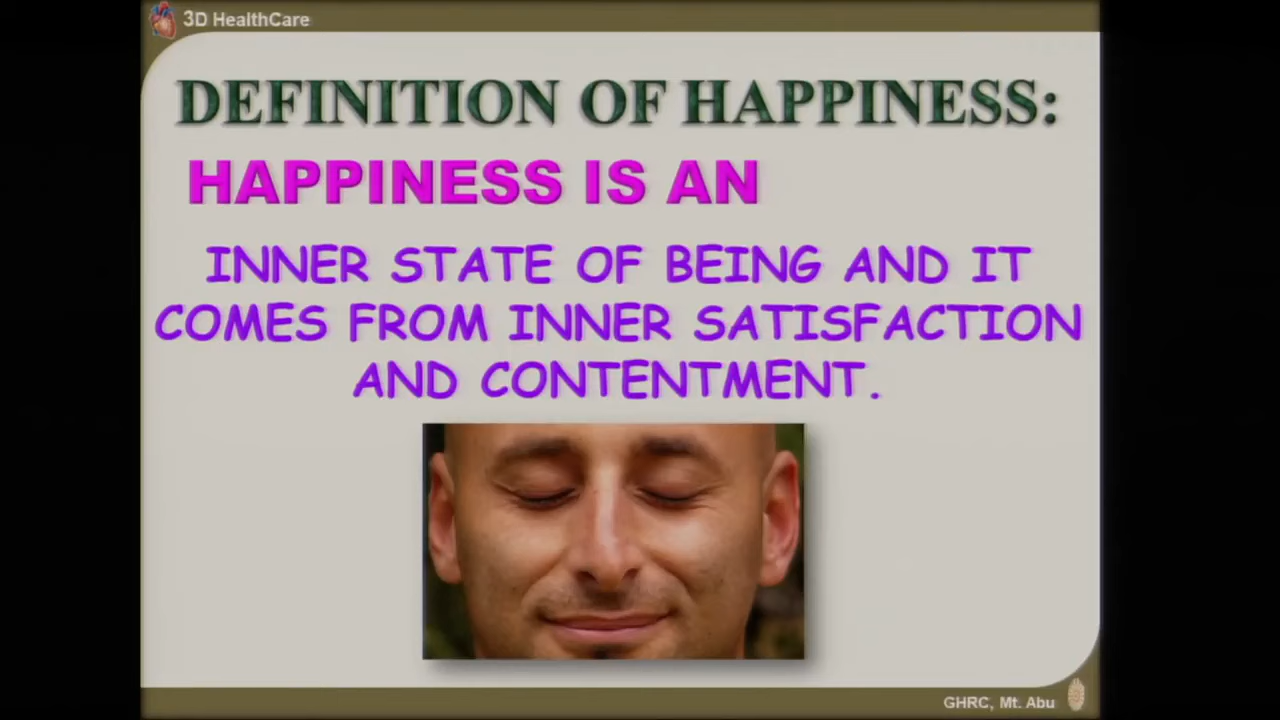 3D HealthCare
DEFINITION OF HAPPINESS:
HAPPINESS IS AN
INNER STATE OF BEING AND IT
COMES FROM INNER SATISFACTION
AND CONTENTMENT.
GHRC, Mt. Abu